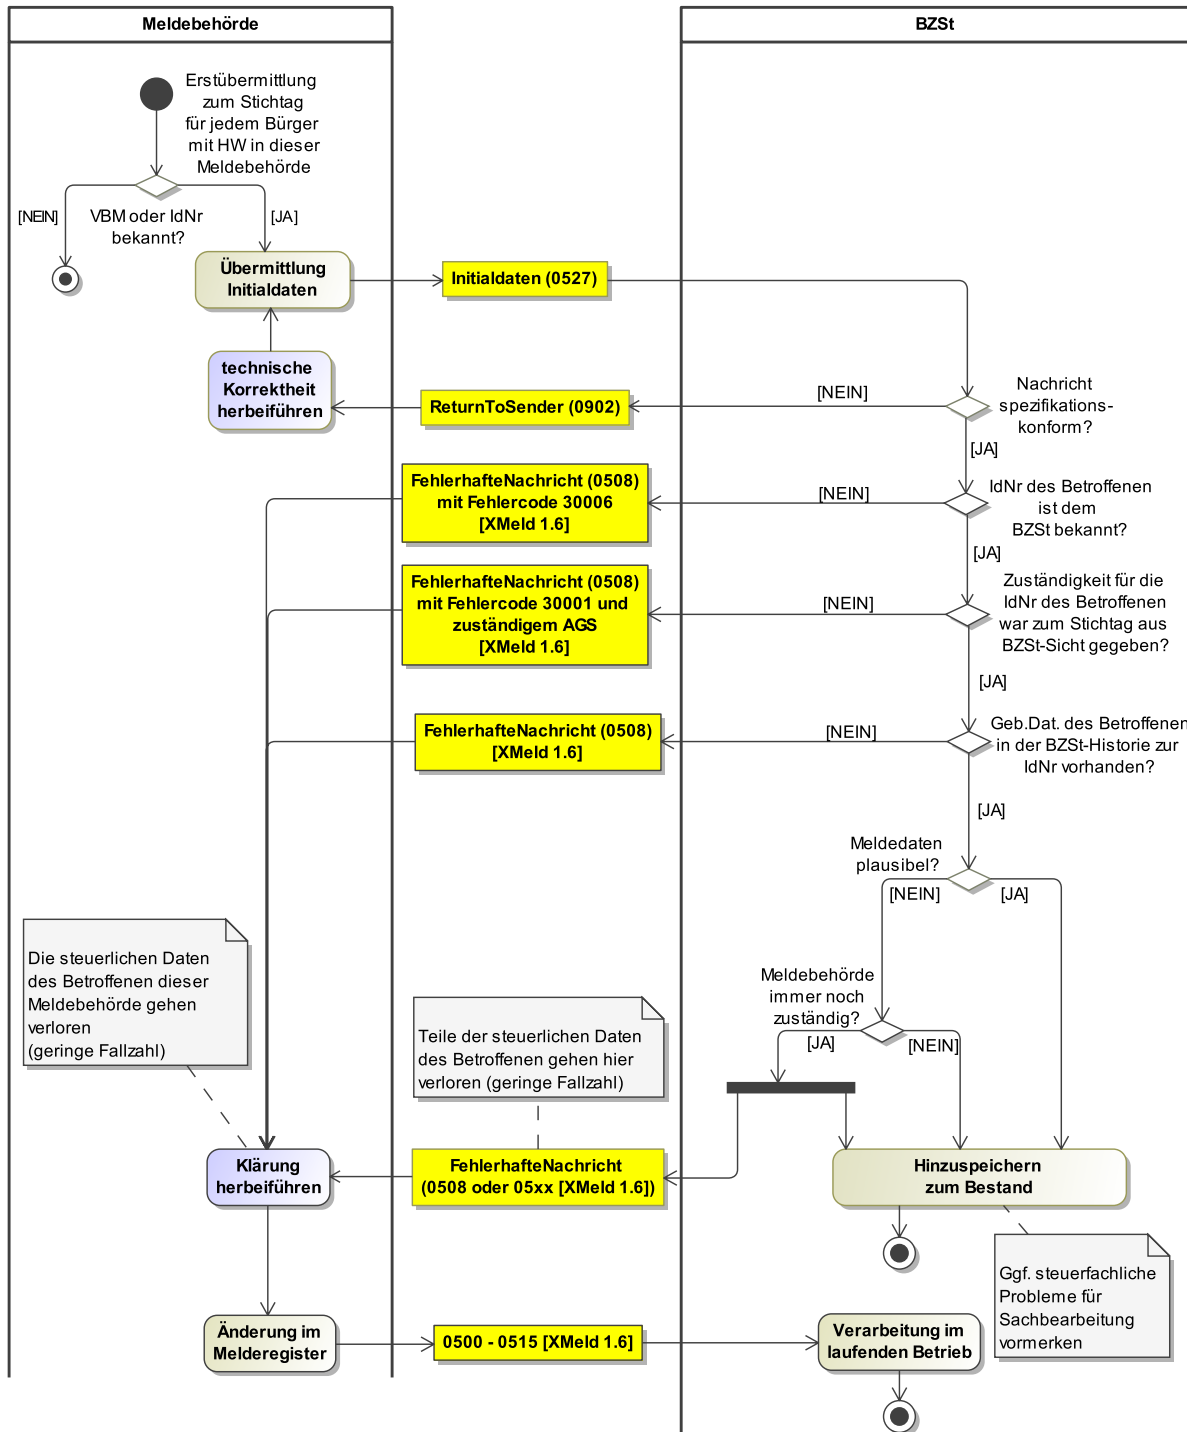 Meldebehörde
BZSt
Erstübermittlung
zum Stichtag
für jedem Bürger
mit HW in dieser
Meldebehörde
[NEIN]
VBM oder IdNr
bekannt?
[JA]
Übermittlung
Initialdaten
Initialdaten (0527)
technische
Korrektheit
herbeiführen
ReturnToSender (0902)
[NEIN]
Nachricht
spezifikations-
konform?
[JA]
FehlerhafteNachricht (0508)
mit Fehlercode 30006
[XMeld 1.6]
[NEIN]
IdNr des Betroffenen
ist dem
BZSt bekannt?
[JA]
FehlerhafteNachricht (0508)
mit Fehlercode 30001 und
zuständigem AGS
[XMeld 1.6]
[NEIN]
Zuständigkeit für die
IdNr des Betroffenen
war zum Stichtag aus
BZSt-Sicht gegeben?
[JA]
FehlerhafteNachricht (0508)
[XMeld 1.6]
[NEIN]
Geb.Dat. des Betroffenen
in der BZSt-Historie zur
IdNr vorhanden?
[JA]
Meldedaten
plausibel?
[NEIN]
[JA]
Die steuerlichen Daten
des Betroffenen dieser
Meldebehörde gehen
verloren
(geringe Fallzahl)
Teile der steuerlichen Daten
des Betroffenen gehen hier
verloren (geringe Fallzahl)
Meldebehörde
immer noch
zuständig?
[JA]
[NEIN]
Klärung
herbeiführen
FehlerhafteNachricht
(0508 oder 05xx [XMeld 1.6])
Hinzuspeichern
zum Bestand
Ggf. steuerfachliche
Probleme für
Sachbearbeitung
vormerken
Änderung im
Melderegister
0500 - 0515 [XMeld 1.6]
Verarbeitung im
laufenden Betrieb